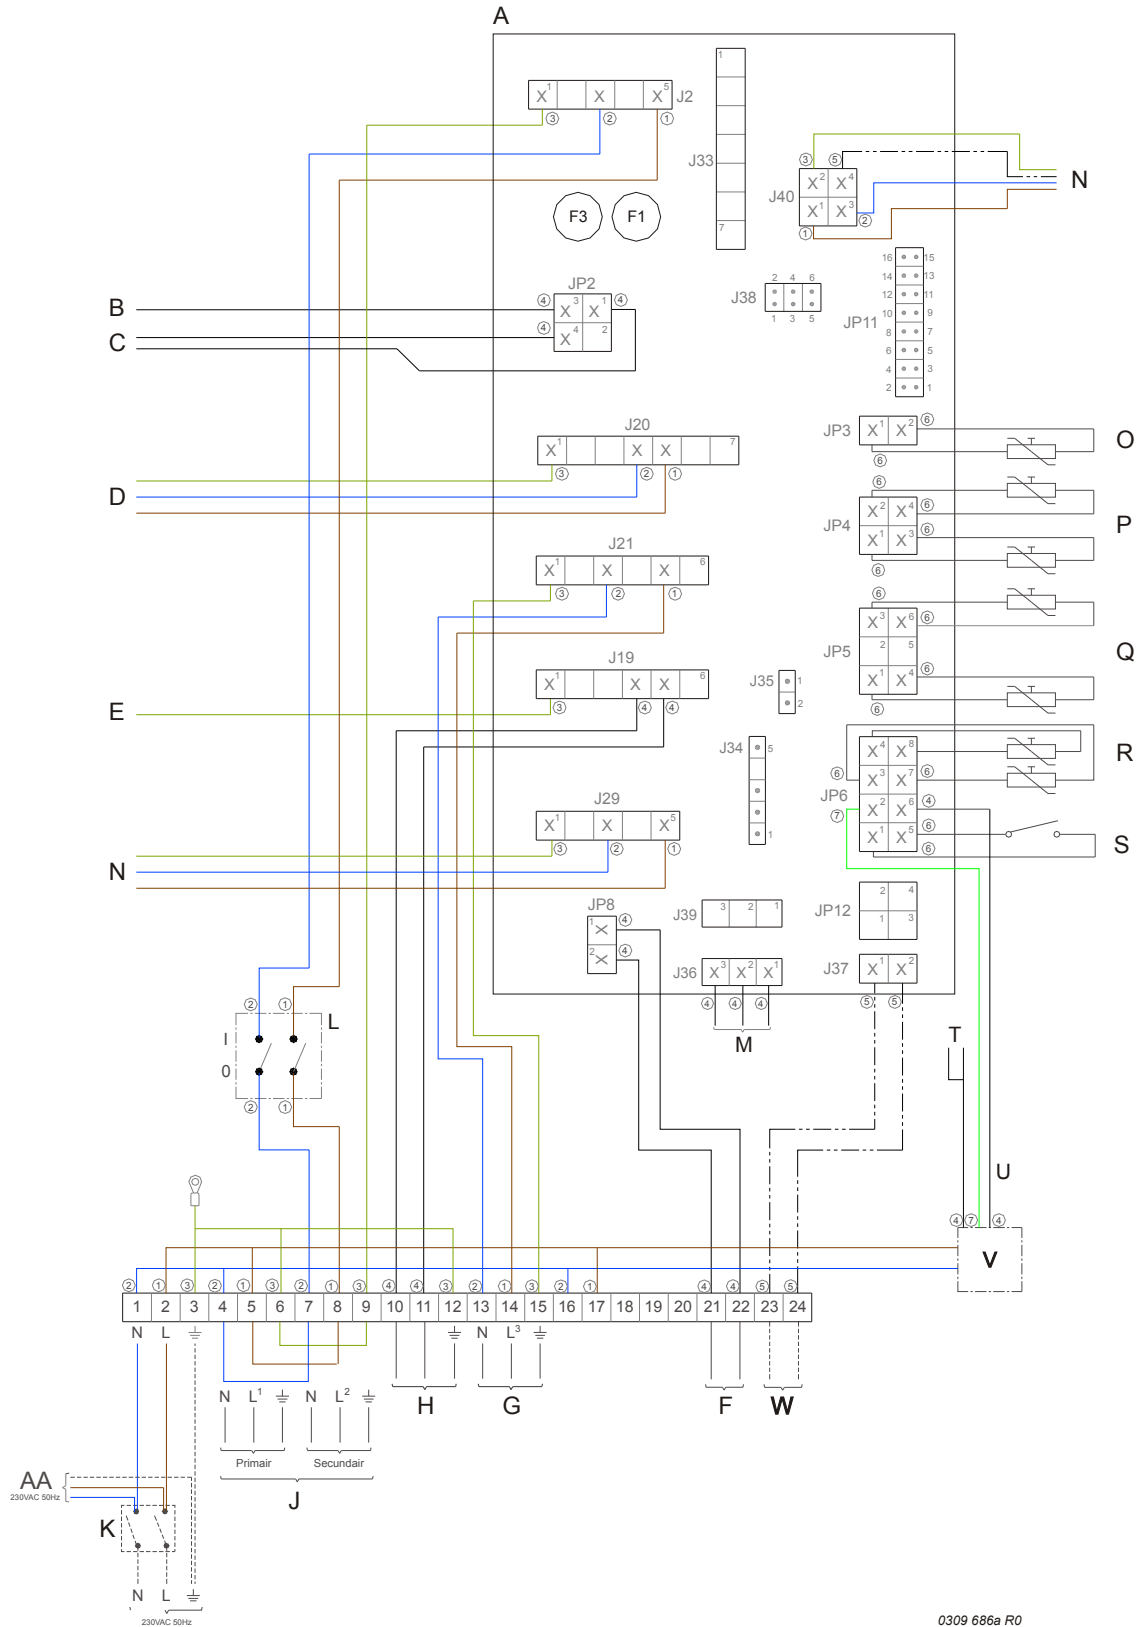 A
1
X1 X X5 J2
3 2 1
J33
7
3 5
X2 X4
J40
X1 X3
1 2
N
F3 F1
16 15
14 13
12 11
10 9
8 7
6 5
4 3
2 1
JP11
2 4 6
J38
1 3 5
JP2
B
4 X3 X1 4
C
4 X4 2
J20
X1 X X 7
3 2 1
D
JP3 X1 X2 6
6
O
6
X2 X4 6
JP4
X1 X3 6
6
P
J21
X1 X X 6
3 2 1
6
X3 X6 6
JP5 2 5
X1 X4 6
6
Q
J19
X1 X X 6
3 4 4
E
J35 1
2
J34 5
1
X4 X8
6 X3 X7 6
JP6
7 X2 X6 4
X1 X5 6
6
R
S
J29
X1 X X5
3 2 1
N
JP8
1 X 4
2 X 4
J39 3 2 1
JP12 2 4
1 3
J36 X3 X2 X1
4 4 4
M
J37 X1 X2
5 5
2 1
L
I
0
2 1
T
U
4 7 4
V
2 1 3 2 1 3 2 1 3 4 4 3 2 1 3 2 1 4 4 5 5
1 2 3 4 5 6 7 8 9 10 11 12 13 14 15 16 17 18 19 20 21 22 23 24
N L N L3
N L1 N L2
H G F W
Primair Secundair
J
AA
230VAC 50Hz
K
N L
230VAC 50Hz
0309 686a R0